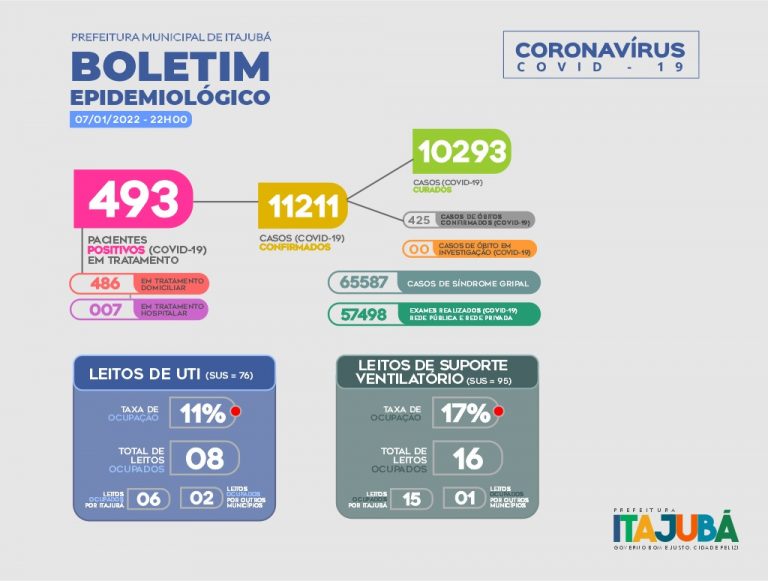 PREFEITURA MUNICIPAL DE ITAJUBÁ
BOLETIM
EPIDEMIOLÓGICO
07/01/2022 - 22H00
CORONAVÍRUS
COVID - 19
493
PACIENTES
POSITIVOS (COVID-19)
EM TRATAMENTO
486
EM TRATAMENTO
DOMICILIAR
007
EM TRATAMENTO
HOSPITALAR
11211
CASOS (COVID-19)
CONFIRMADOS
10293
CASOS (COVID-19)
CURADOS
425
CASOS DE ÓBITOS
CONFIRMADOS (COVID-19)
00
CASOS DE ÓBITO EM
INVESTIGAÇÃO (COVID-19)
65587 CASOS DE SÍNDROME GRIPAL
57498
EXAMES REALIZADOS (COVID-19)
REDE PÚBLICA E REDE PRIVADA
LEITOS DE UTI (SUS = 76)
TAXA DE
OCUPAÇÃO
11%
TOTAL DE
LEITOS
OCUPADOS
08
LEITOS
OCUPADOS
POR ITAJUBÁ
06
02
LEITOS
OCUPADOS
POR OUTROS
MUNICÍPIOS
LEITOS DE SUPORTE
VENTILATÓRIO (SUS = 95)
TAXA DE
OCUPAÇÃO
17%
TOTAL DE
LEITOS
OCUPADOS
16
LEITOS
OCUPADOS
POR ITAJUBÁ
15
01
LEITOS
OCUPADOS
POR OUTROS
MUNICÍPIOS
PREFEITURA
ITAJUBÁ
GOVERNO BOM E JUSTO, CIDADE FELIZ!